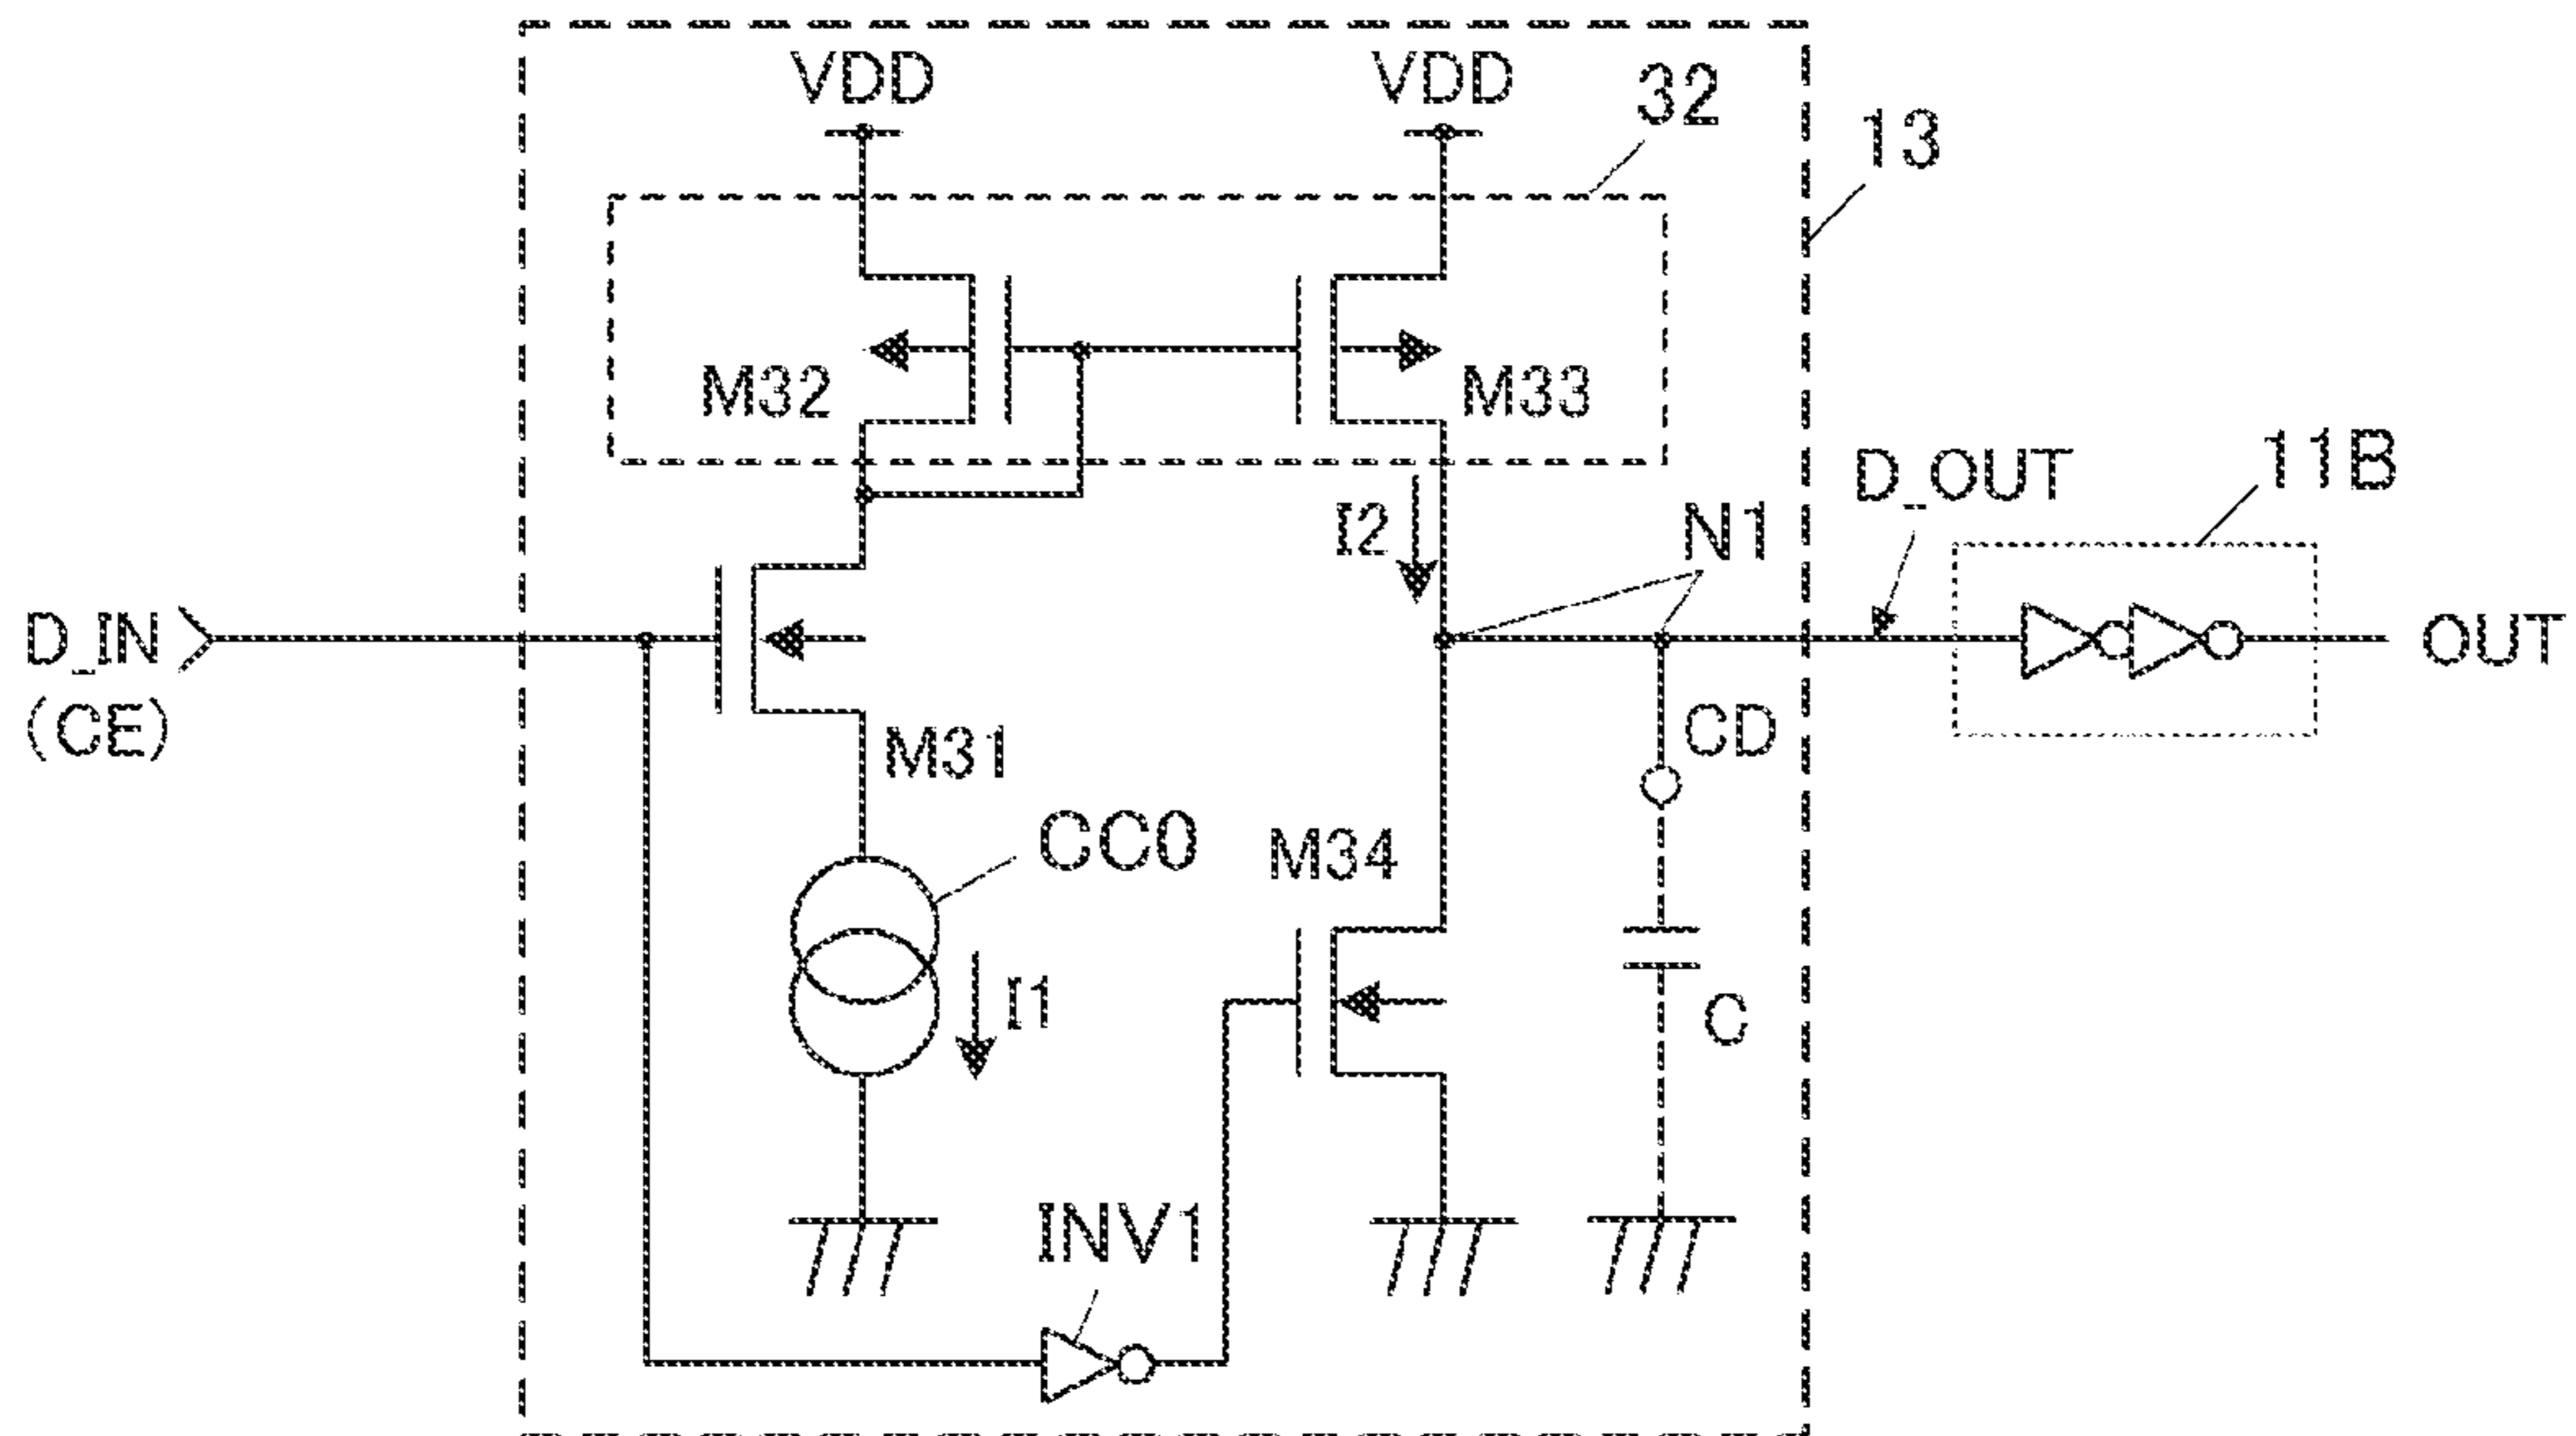 VDD
VDD
32
13
M32
M33
D_OUT
11B
I2
N1
D_IN
(CE)
OUT
M31
CD
CC0
M34
I1
C
INV1